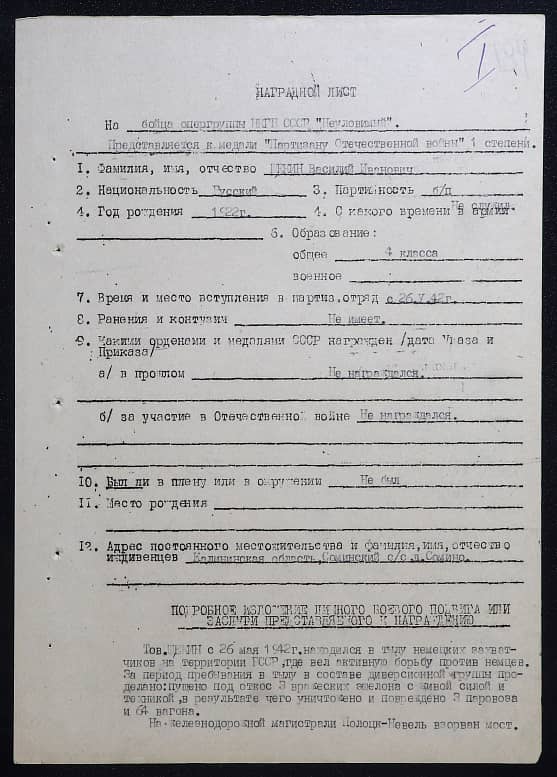 I
НАГРАДНОЙ ЛИСТ
На бойца опергруппы НКГБ СССР "Неуловимый".
Представляется к медали "Партизану Отечественной войны" 1 степени.
1. Фамилия, имя, отчество Василий Иванович
2. Национальность Русский 3. Партийность б/п
4. Год рождения 1922г. 4. С какого времени в армии Не служил.
6. Образование:
общее 4 класса
военное
7. Время и место вступления в партиз.отряд с 26.У.42г.
8. Ранения и контузии Не имеет.
9. Какими орденами и медалями СССР награжден /дата Указа и
Приказа/
а/ в прошлом Не награждался.
б/ за участие в Отечественной войне Не награждался.
10. Был ли в плену или в окружении Не был
11. Место рождения
12. Адрес постоянного местожительства и фамилия,имя,отчество
иждивенцев Калининская область,Соминский с/с д.Сомино.
ПОДРОБНОЕ ИЗЛОЖЕНИЕ ЛИЧНОГО БОЕВОГО ПОДВИГА ИЛИ
ЗАСЛУГИ ПРЕДСТАВЛЯЕМОГО К НАГРАЖДЕНИЮ
Тов. с 26 мая 1942г.находился в тылу немецких захват-
чиков на территории БССР,где вел активную борьбу против немцев.
За период пребывания в тылу в составе диверсионной группы про-
делано:пущено под откос 3 вражеских эшелона с живой силой и
техникой,в результате чего уничтожено и повреждено 3 паровоза
и 64 вагона.
На железнодорожной магистрали Полоцк-Невель взорван мост.